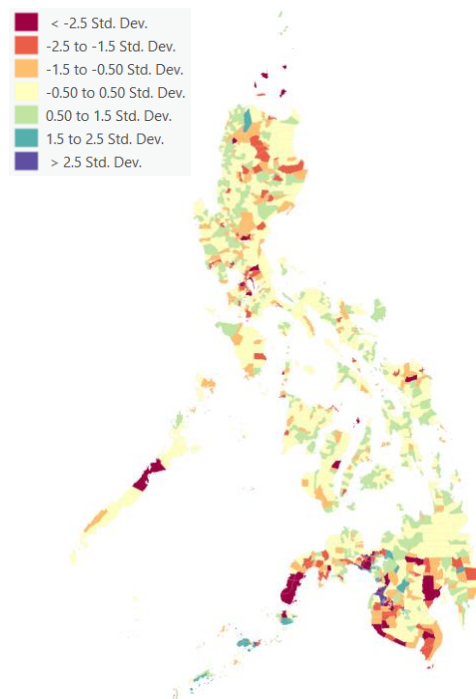 < -2.5 Std. Dev.
-2.5 to -1.5 Std. Dev.
-1.5 to -0.50 Std. Dev.
-0.50 to 0.50 Std. Dev.
0.50 to 1.5 Std. Dev.
1.5 to 2.5 Std. Dev.
> 2.5 Std. Dev.